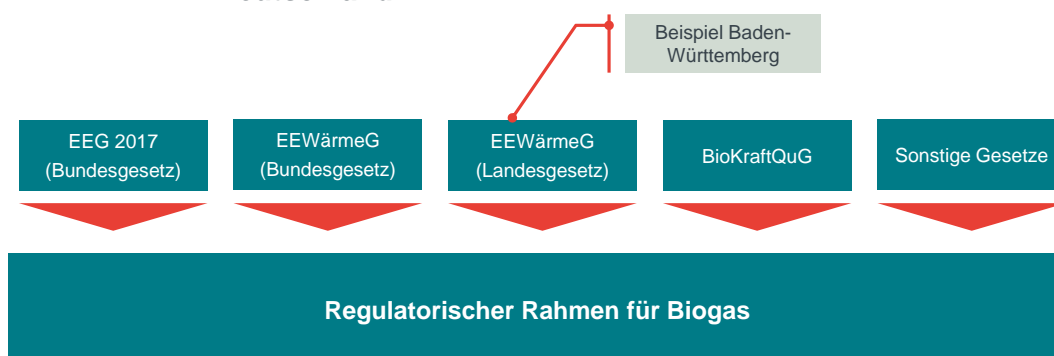 Beispiel Baden-
Württemberg
EEG 2017
(Bundesgesetz)
EEWärmeG
(Bundesgesetz)
EEWärmeG
(Landesgesetz)
BioKraftQuG
Sonstige Gesetze
Regulatorischer Rahmen für Biogas